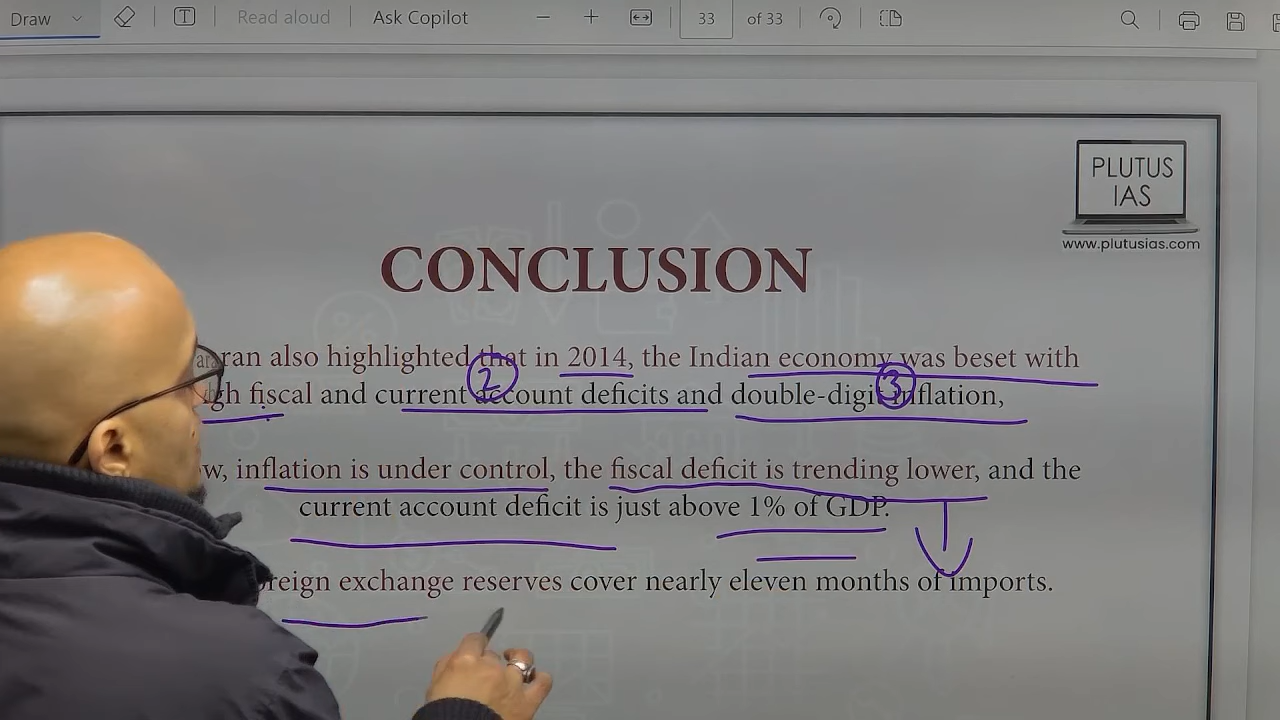 Draw Read aloud Ask Copilot 33 of 33
PLUTUS
IAS
www.plutusias.com
CONCLUSION
ran also highlighted that in 2014, the Indian economy was beset with
2 3
fiscal and current account deficits and double-digit inflation,
inflation is under control, the fiscal deficit is trending lower, and the
current account deficit is just above 1% of GDP.
reign exchange reserves cover nearly eleven months of imports.